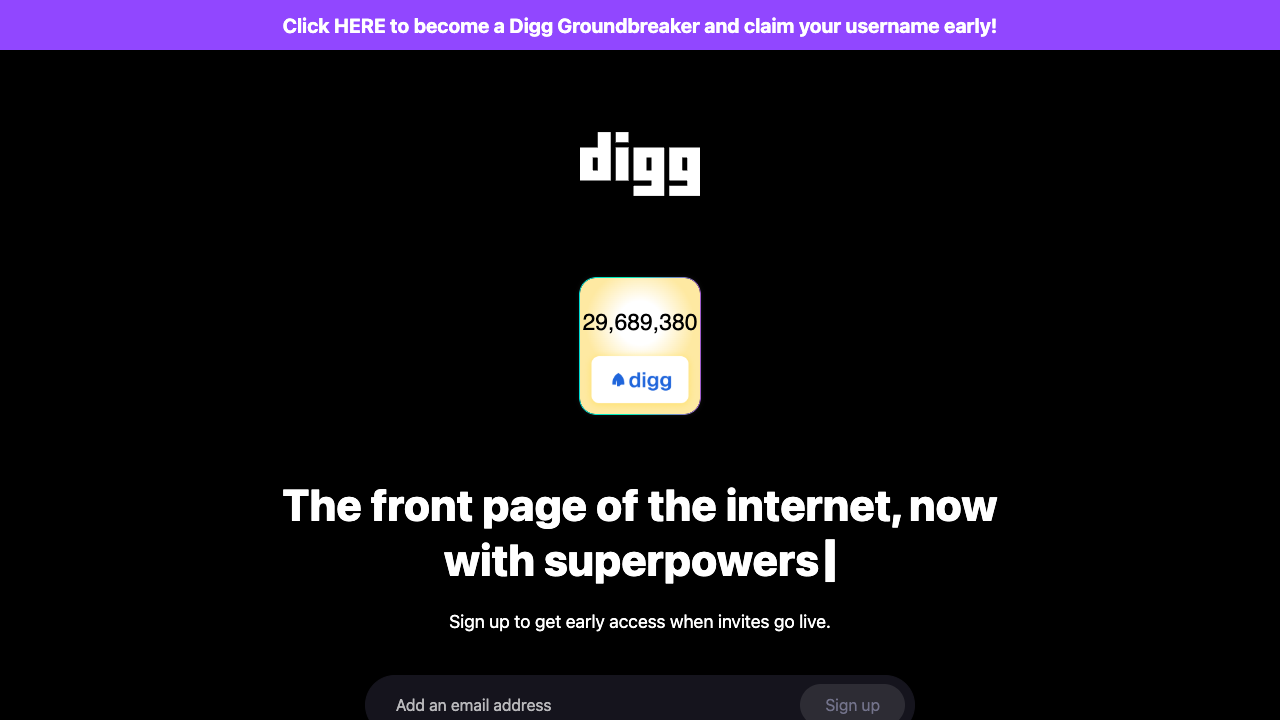 Click HERE to become a Digg Groundbreaker and claim your username early!
digg
29,689,380
digg
The front page of the internet, now
with superpowers
Sign up to get early access when invites go live.
Add an email address
Sign up